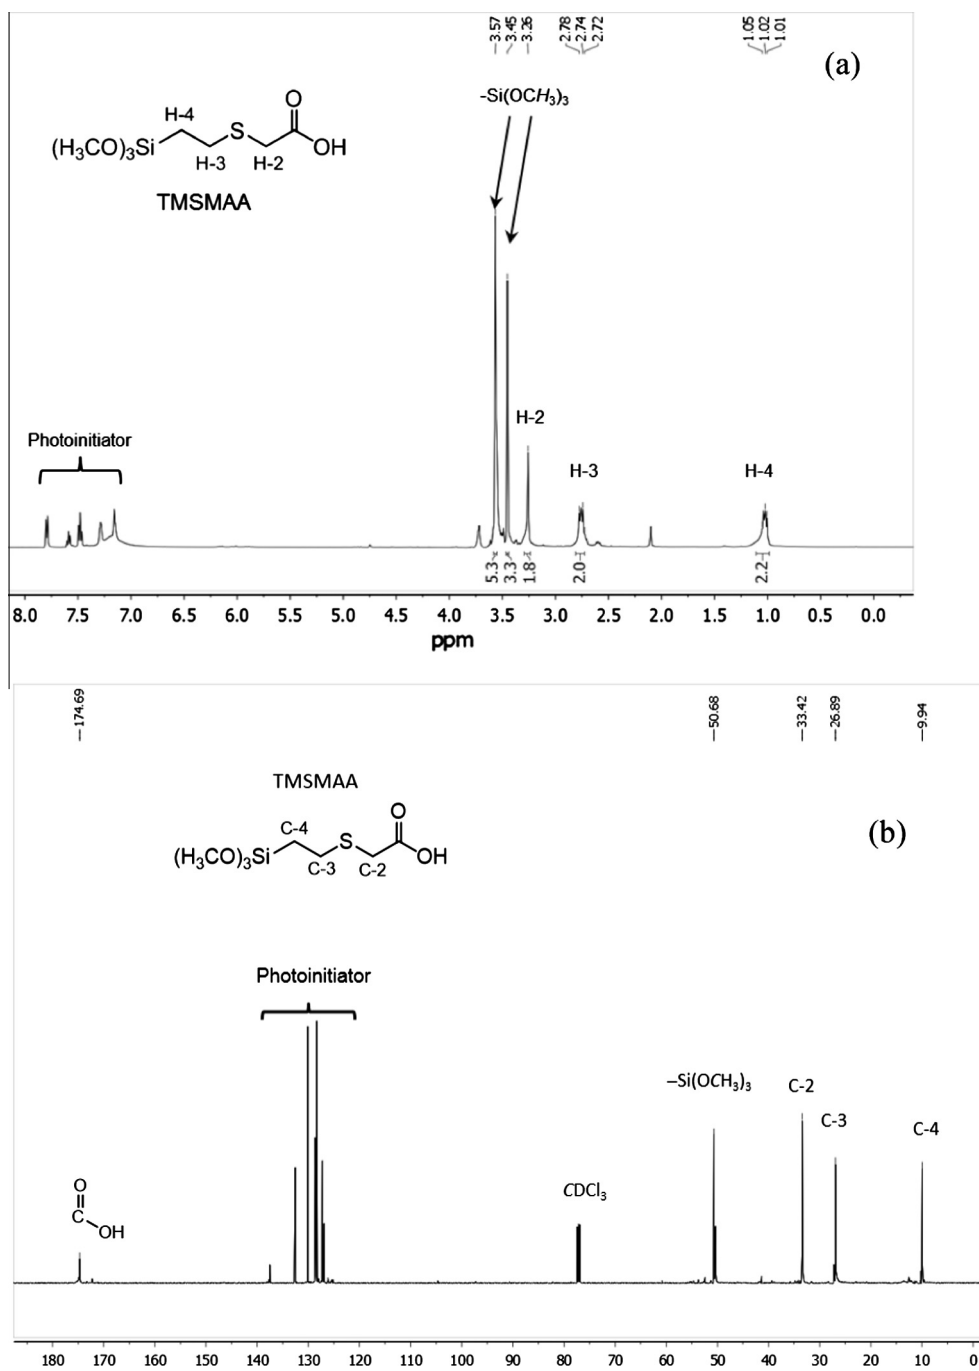 3.57
3.45
3.26
2.78
2.74
2.72
1.05
1.02
1.01
(a)
-Si(OCH₃)₃
H-4
O
S
(H₃CO)₃Si
OH
H-3
H-2
TMSMAA
H-2
Photoinitiator
H-3
H-4
5.3
3.3
1.8
2.0
2.2
8.0 7.5 7.0 6.5 6.0 5.5 5.0 4.5 4.0 3.5 3.0 2.5 2.0 1.5 1.0 0.5 0.0
ppm
174.69
50.68
33.42
26.89
9.94
TMSMAA
(b)
O
C-4
S
(H₃CO)₃Si
OH
C-3
C-2
Photoinitiator
–Si(OCH₃)₃
C-2
C-3
C-4
O
C
OH
CDCl₃
180 170 160 150 140 130 120 110 100 90 80 70 60 50 40 30 20 10